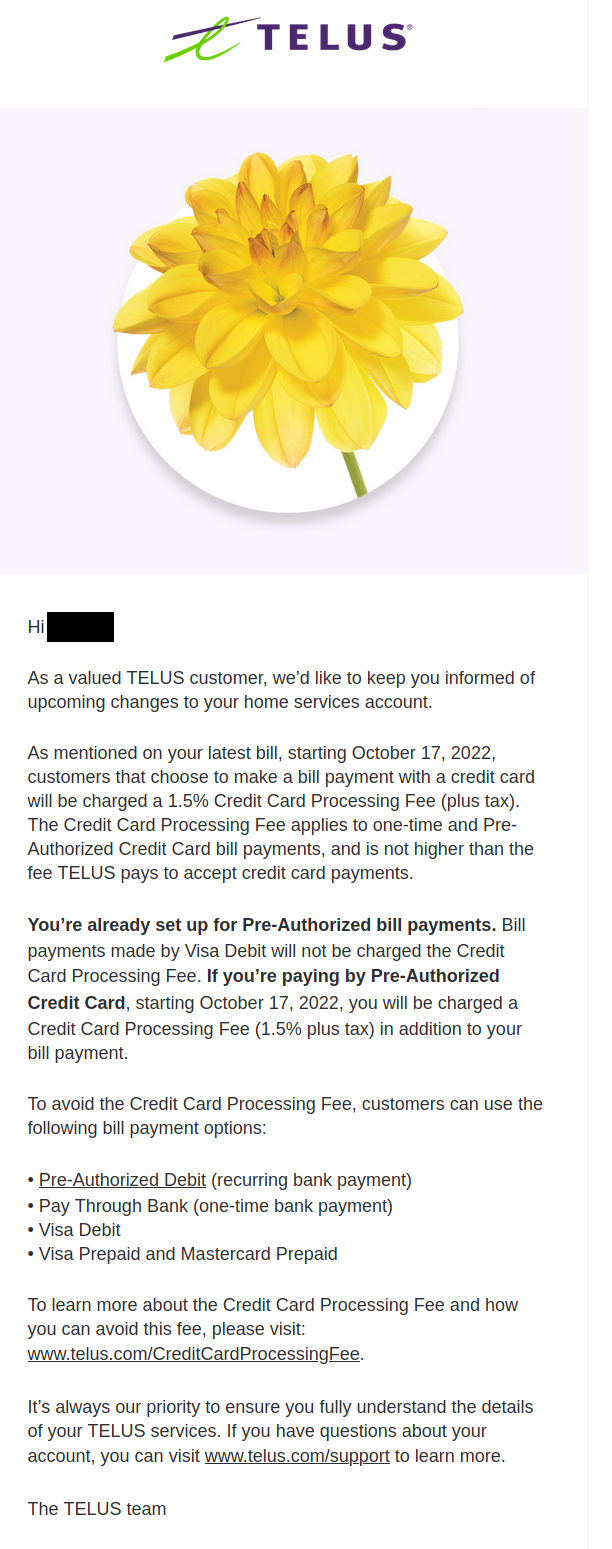 TELUS®
Hi
As a valued TELUS customer, we’d like to keep you informed of
upcoming changes to your home services account.
As mentioned on your latest bill, starting October 17, 2022,
customers that choose to make a bill payment with a credit card
will be charged a 1.5% Credit Card Processing Fee (plus tax).
The Credit Card Processing Fee applies to one-time and Pre-
Authorized Credit Card bill payments, and is not higher than the
fee TELUS pays to accept credit card payments.
You’re already set up for Pre-Authorized bill payments. Bill
payments made by Visa Debit will not be charged the Credit
Card Processing Fee. If you’re paying by Pre-Authorized
Credit Card, starting October 17, 2022, you will be charged a
Credit Card Processing Fee (1.5% plus tax) in addition to your
bill payment.
To avoid the Credit Card Processing Fee, customers can use the
following bill payment options:
• Pre-Authorized Debit (recurring bank payment)
• Pay Through Bank (one-time bank payment)
• Visa Debit
• Visa Prepaid and Mastercard Prepaid
To learn more about the Credit Card Processing Fee and how
you can avoid this fee, please visit:
www.telus.com/CreditCardProcessingFee.
It’s always our priority to ensure you fully understand the details
of your TELUS services. If you have questions about your
account, you can visit www.telus.com/support to learn more.
The TELUS team